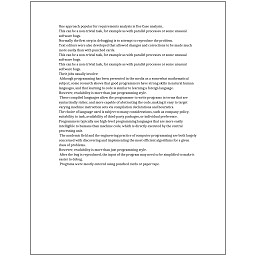 One approach popular for requirements analysis is Use Case analysis.
This can be a non-trivial task, for example as with parallel processes or some unusual
software bugs.
Normally the first step in debugging is to attempt to reproduce the problem.
Text editors were also developed that allowed changes and corrections to be made much
more easily than with punched cards.
This can be a non-trivial task, for example as with parallel processes or some unusual
software bugs.
This can be a non-trivial task, for example as with parallel processes or some unusual
software bugs.
Their jobs usually involve:
Although programming has been presented in the media as a somewhat mathematical
subject, some research shows that good programmers have strong skills in natural human
languages, and that learning to code is similar to learning a foreign language.
However, readability is more than just programming style.
These compiled languages allow the programmer to write programs in terms that are
syntactically richer, and more capable of abstracting the code, making it easy to target
varying machine instruction sets via compilation declarations and heuristics.
The choice of language used is subject to many considerations, such as company policy,
suitability to task, availability of third-party packages, or individual preference.
Programmers typically use high-level programming languages that are more easily
intelligible to humans than machine code, which is directly executed by the central
processing unit.
The academic field and the engineering practice of computer programming are both largely
concerned with discovering and implementing the most efficient algorithms for a given
class of problems.
However, readability is more than just programming style.
After the bug is reproduced, the input of the program may need to be simplified to make it
easier to debug.
Programs were mostly entered using punched cards or paper tape.